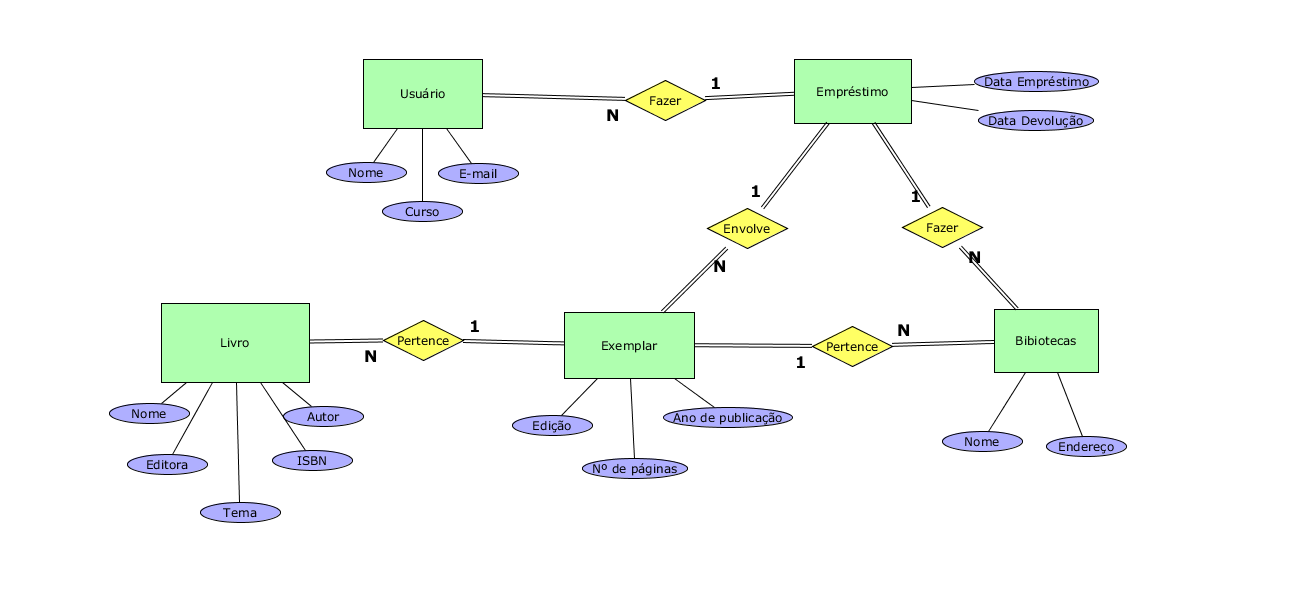 Usuário
Fazer
1
N
Empréstimo
Data Empréstimo
Data Devolução
Nome
E-mail
Curso
1
Envolve
N
1
Fazer
N
Livro
N
Pertence
1
Exemplar
1
Pertence
N
Bibiotecas
Nome
Autor
Editora
ISBN
Tema
Edição
Ano de publicação
Nº de páginas
Nome
Endereço